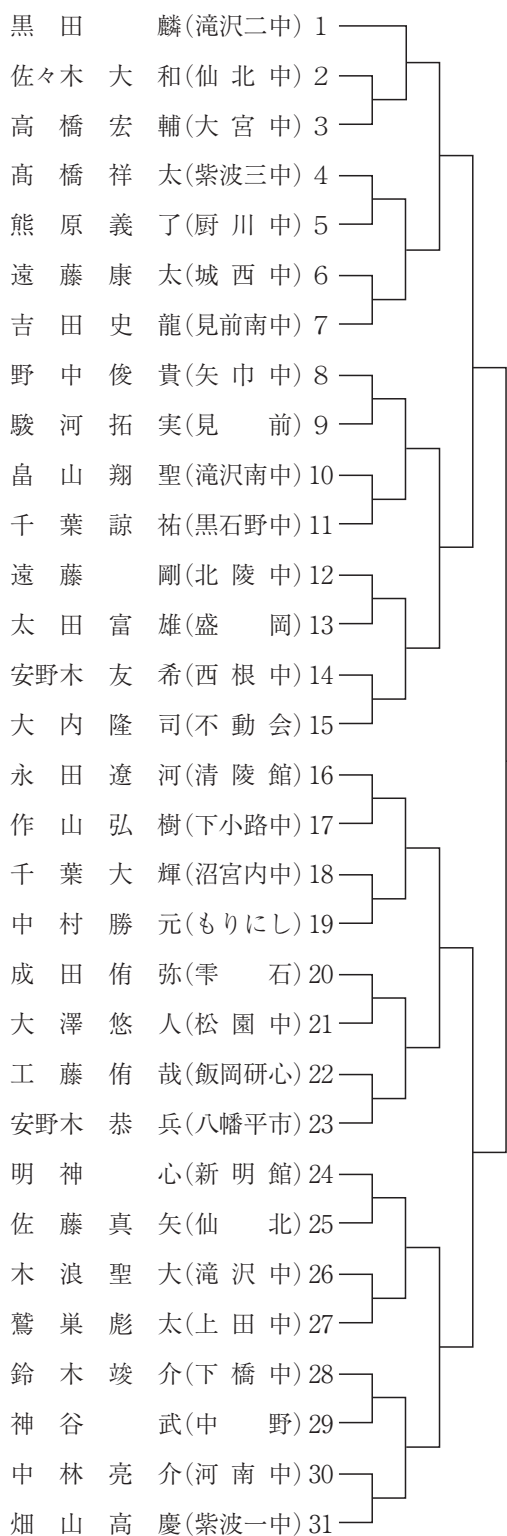 黒田 麟(滝沢二中) 1
佐々木大和(仙北中) 2
高橋宏輔(大宮中) 3
髙橋祥太(紫波三中) 4
熊原義了(厨川中) 5
遠藤康太(城西中) 6
吉田史龍(見前南中) 7
野中俊貴(矢巾中) 8
駿河拓実(見前) 9
畠山翔聖(滝沢南中) 10
千葉諒祐(黒石野中) 11
遠藤 剛(北陵中) 12
太田富雄(盛岡) 13
安野木友希(西根中) 14
大内隆司(不動会) 15
永田遼河(清陵館) 16
作山弘樹(下小路中) 17
千葉大輝(沼宮内中) 18
中村勝元(もりにし) 19
成田侑弥(雫石) 20
大澤悠人(松園中) 21
工藤侑哉(飯岡研心) 22
安野木恭兵(八幡平市) 23
明神 心(新明館) 24
佐藤真矢(仙北) 25
木浪聖大(滝沢中) 26
鷲巣彪太(上田中) 27
鈴木竣介(下橋中) 28
神谷 武(中野) 29
中林亮介(河南中) 30
畑山高慶(紫波一中) 31